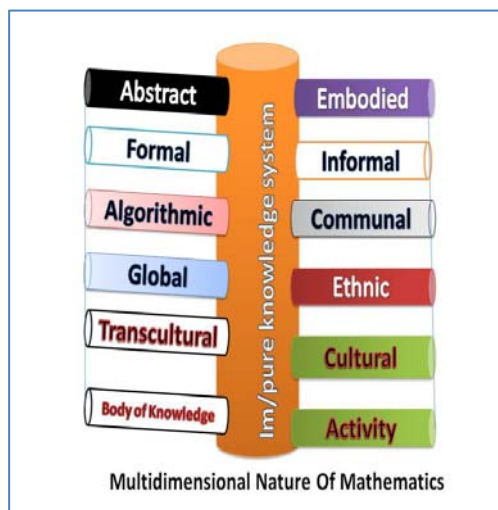 Abstract
Embodied
Formal
Informal
Algorithmic
Communal
Global
Ethnic
Transcultural
Cultural
Body of Knowledge
Activity
Im/pure knowledge system
Multidimensional Nature Of Mathematics